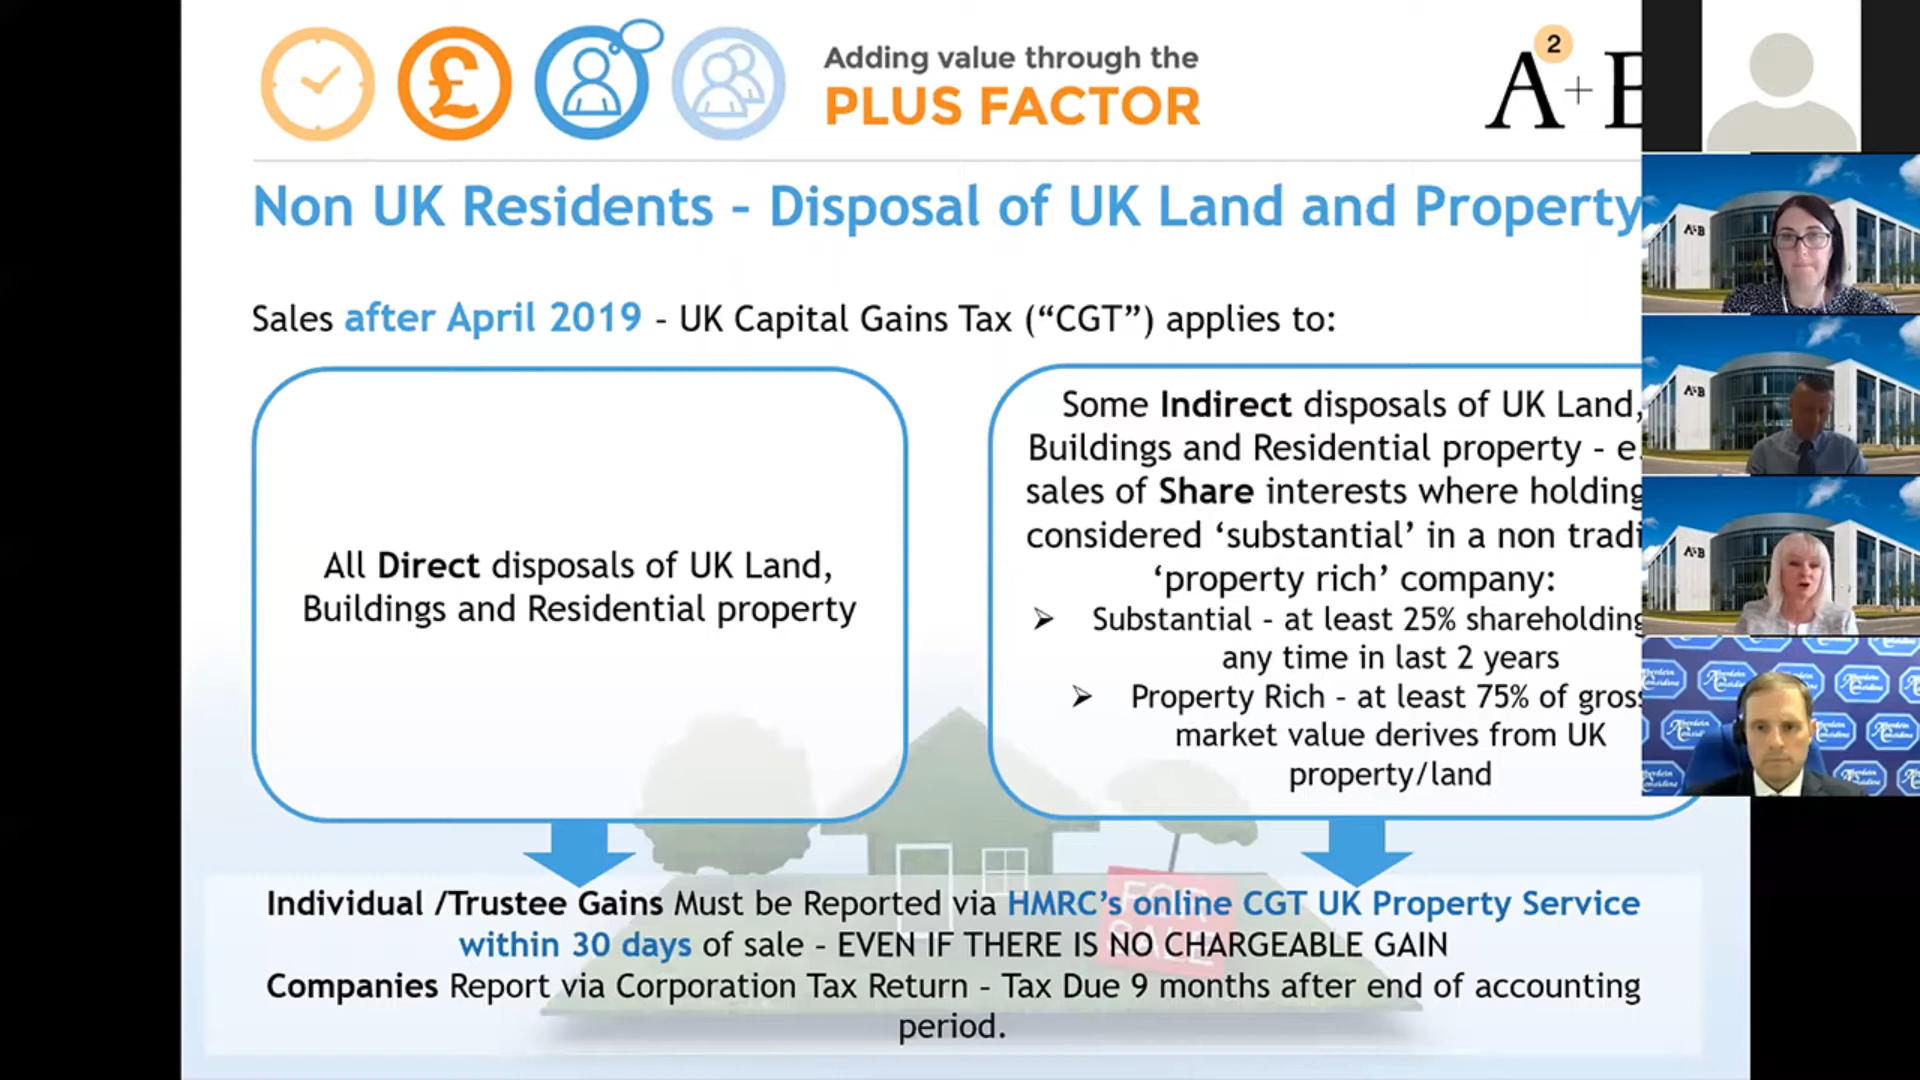 Adding value through the
PLUS FACTOR
2
A+
Non UK Residents – Disposal of UK Land and Property
Sales after April 2019 – UK Capital Gains Tax (“CGT”) applies to:
All Direct disposals of UK Land,
Buildings and Residential property
Some Indirect disposals of UK Land,
Buildings and Residential property – e.
sales of Share interests where holding
considered ‘substantial’ in a non tradi
‘property rich’ company:
➢ Substantial – at least 25% shareholding
any time in last 2 years
➢ Property Rich – at least 75% of gross
market value derives from UK
property/land
Individual /Trustee Gains Must be Reported via HMRC’s online CGT UK Property Service
within 30 days of sale – EVEN IF THERE IS NO CHARGEABLE GAIN
Companies Report via Corporation Tax Return – Tax Due 9 months after end of accounting
period.
FOR
SALE
A+B
A+B
A+B
Aberdein
Considine